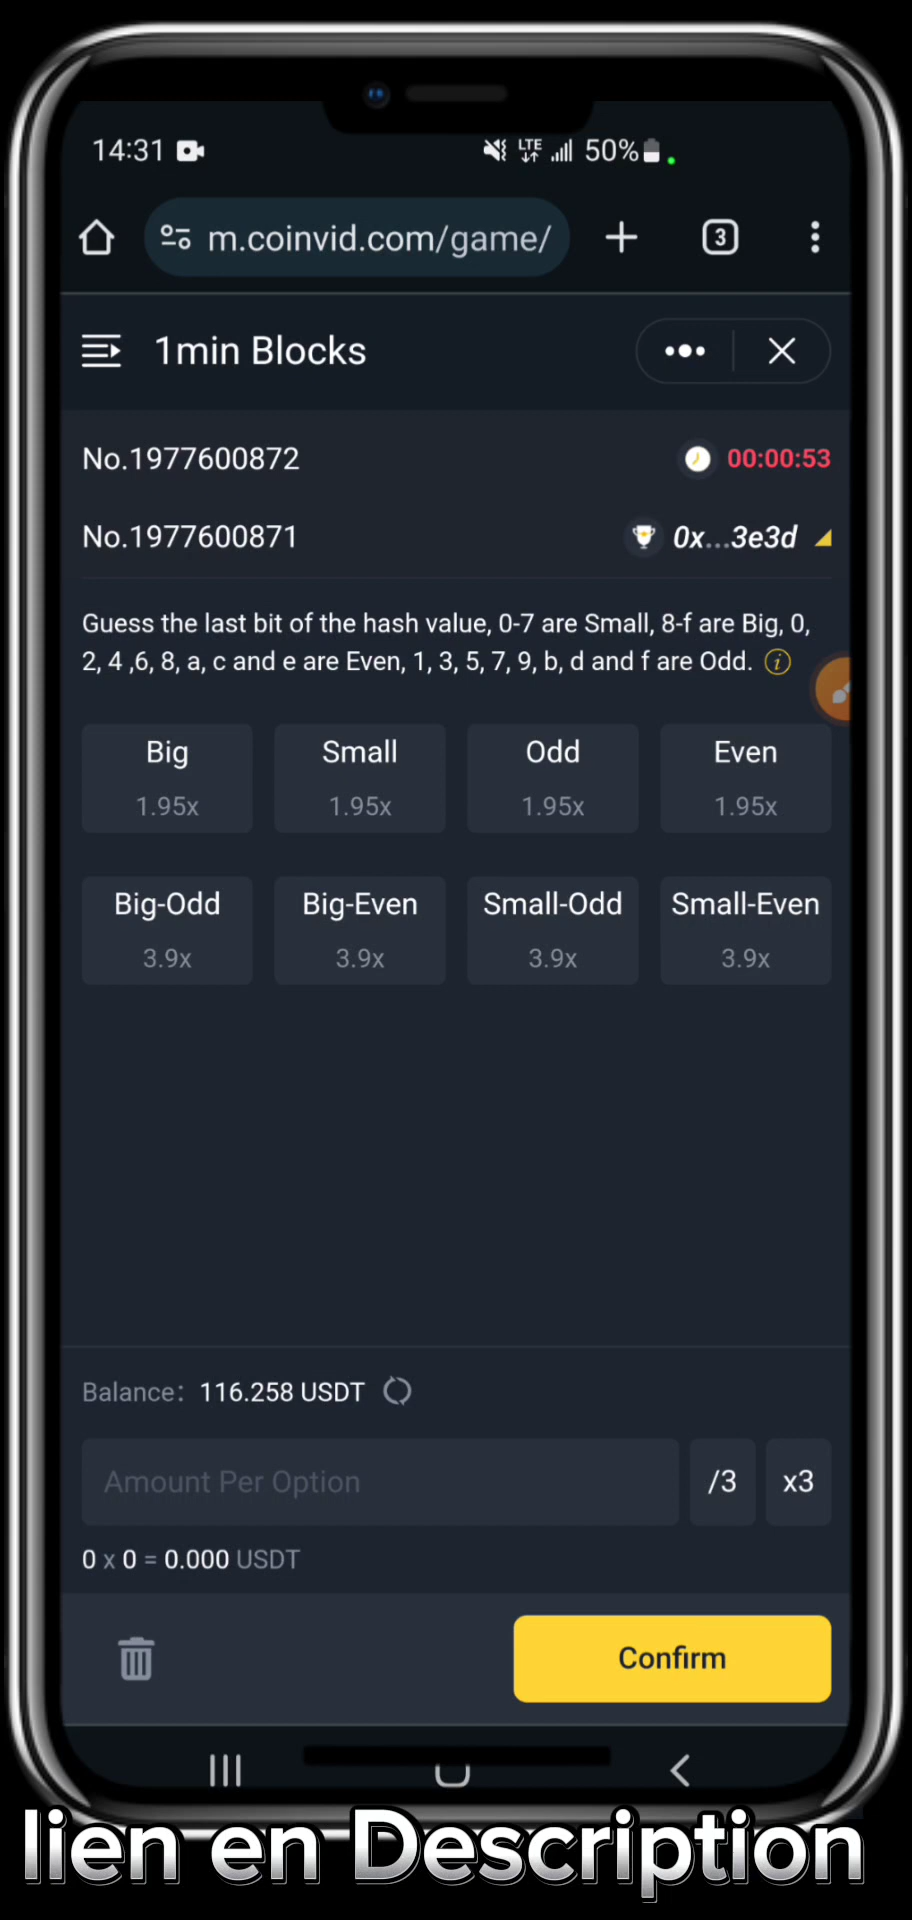 14:31 LTE 50%
m.coinvid.com/game/ 3
1min Blocks
No.1977600872 00:00:53
No.1977600871 0x...3e3d
Guess the last bit of the hash value, 0-7 are Small, 8-f are Big, 0,
2, 4 ,6, 8, a, c and e are Even, 1, 3, 5, 7, 9, b, d and f are Odd.
Big Small Odd Even
1.95x 1.95x 1.95x 1.95x
Big-Odd Big-Even Small-Odd Small-Even
3.9x 3.9x 3.9x 3.9x
Balance: 116.258 USDT
Amount Per Option /3 x3
0 x 0 = 0.000 USDT
Confirm
lien en Description